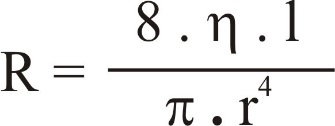 R = 8 . η . l / π . r⁴